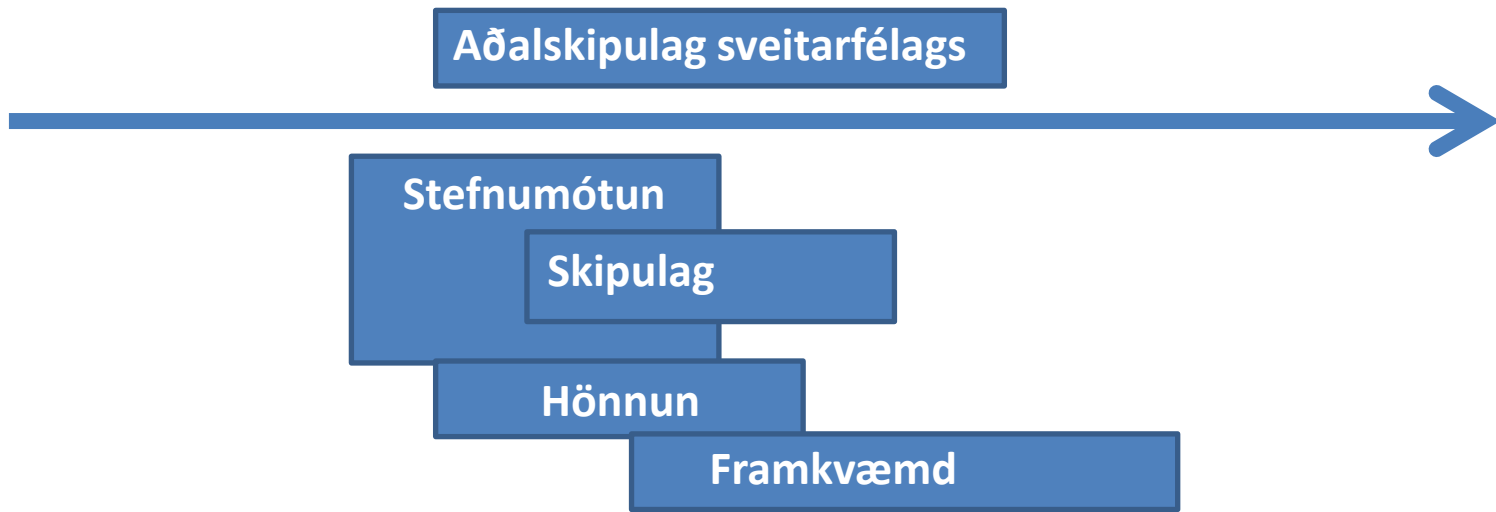 Aðalskipulag sveitarfélags
Stefnumótun
Skipulag
Hönnun
Framkvæmd